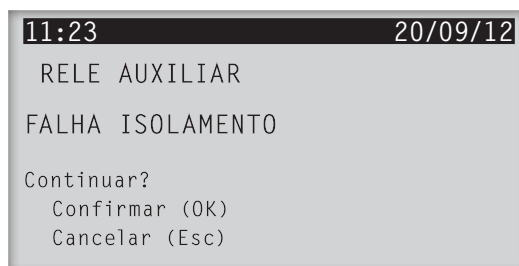 11:23 20/09/12
RELE AUXILIAR
FALHA ISOLAMENTO
Continuar?
Confirmar (OK)
Cancelar (Esc)